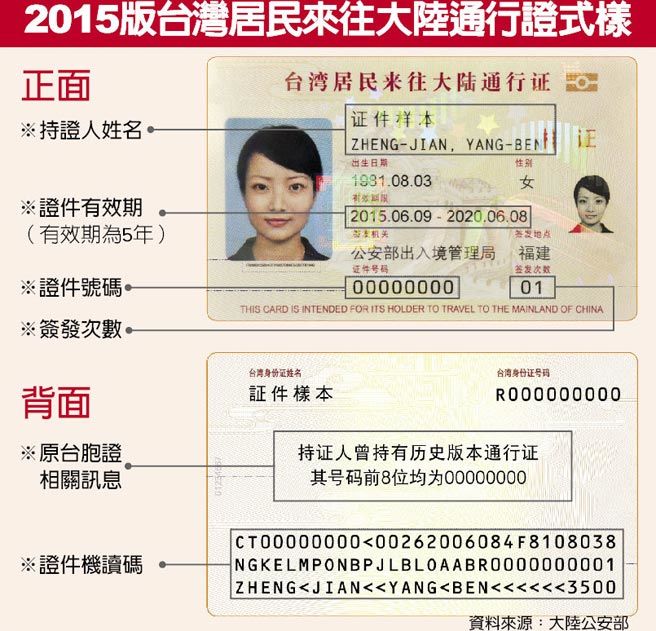 2015版台灣居民來往大陸通行證式樣
正面
※持證人姓名
※證件有效期
（有效期為5年）
※證件號碼
※簽發次數
台湾居民来往大陆通行证
证件样本
ZHENG-JIAN, YANG-BEN
证
出生日期 性别
1981.08.03 女
有效期限
2015.06.09 - 2020.06.08
签发机关 签发地点
公安部出入境管理局 福建
证件号码 签发次数
00000000 01
THIS CARD IS INTENDED FOR ITS HOLDER TO TRAVEL TO THE MAINLAND OF CHINA
背面
※原台胞證
相關訊息
※證件機讀碼
台湾身份证姓名 台湾身份证号码
証件樣本 R000000000
持证人曾持有历史版本通行证
其号码前8位均为00000000
CT00000000<00262006084F8108038
NGKELMPONBPJLBLOAABR0000000001
ZHENG<JIAN<<YANG<BEN<<<<<<3500
資料來源：大陸公安部